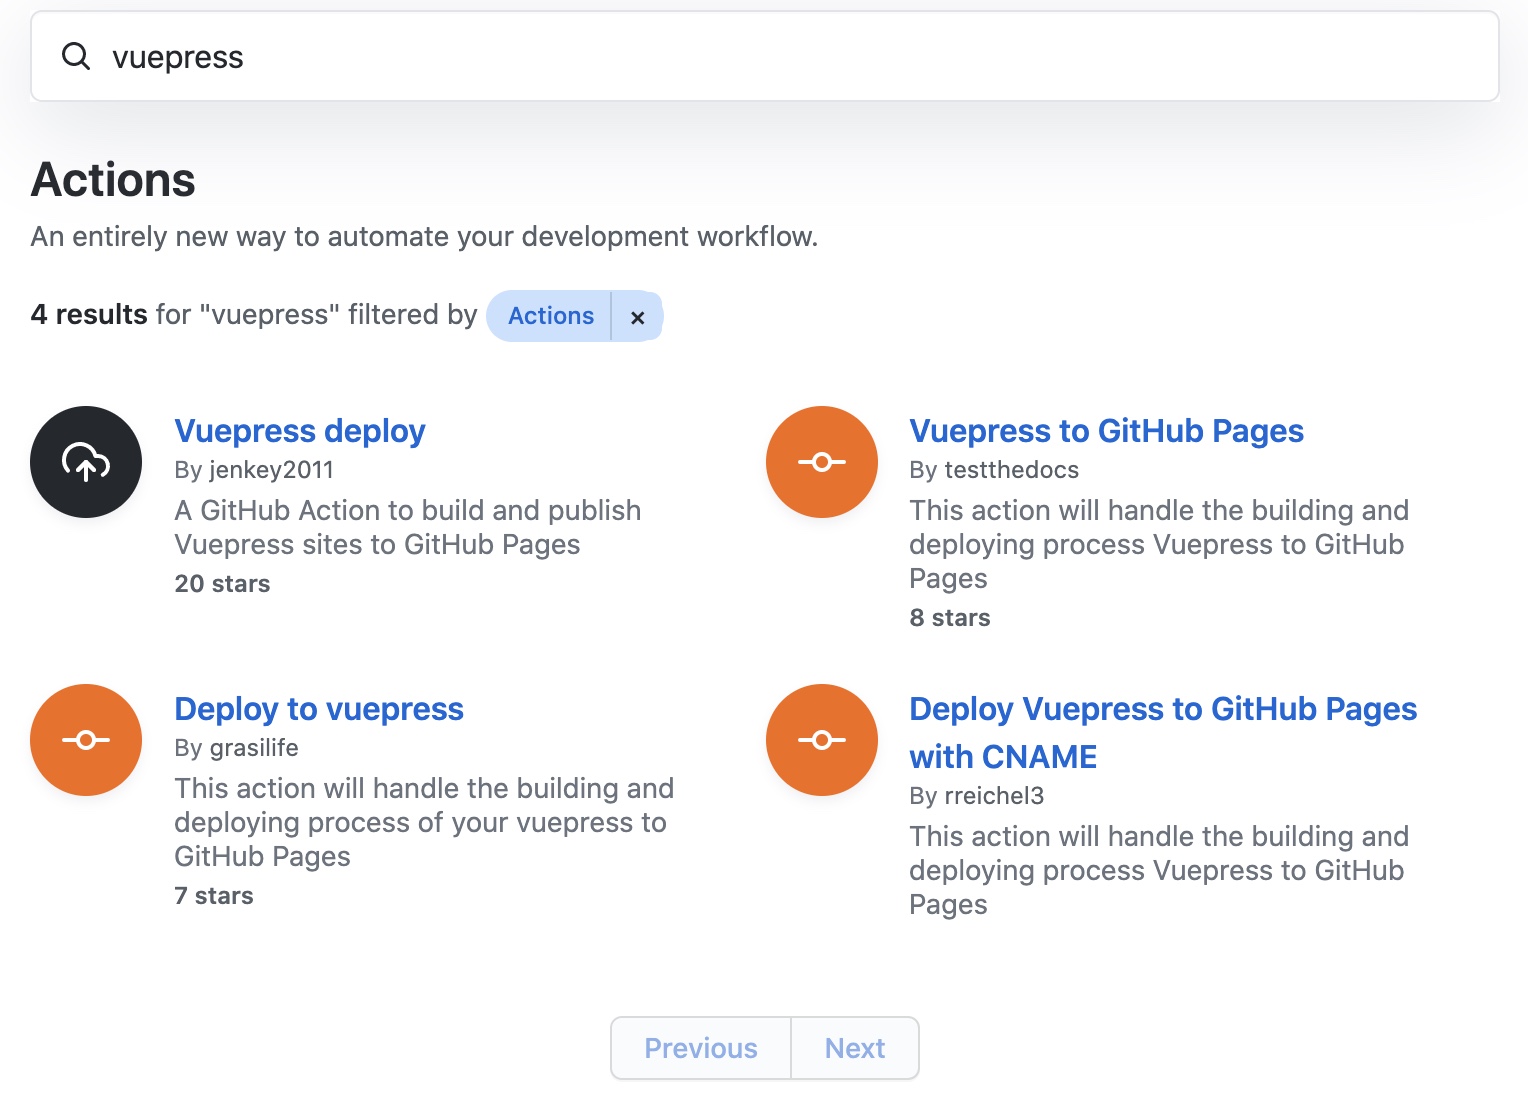 vuepress
Actions
An entirely new way to automate your development workflow.
4 results for "vuepress" filtered by Actions ×
Vuepress deploy
By jenkey2011
A GitHub Action to build and publish
Vuepress sites to GitHub Pages
20 stars
Vuepress to GitHub Pages
By testthedocs
This action will handle the building and
deploying process Vuepress to GitHub
Pages
8 stars
Deploy to vuepress
By grasilife
This action will handle the building and
deploying process of your vuepress to
GitHub Pages
7 stars
Deploy Vuepress to GitHub Pages
with CNAME
By rreichel3
This action will handle the building and
deploying process Vuepress to GitHub
Pages
Previous Next